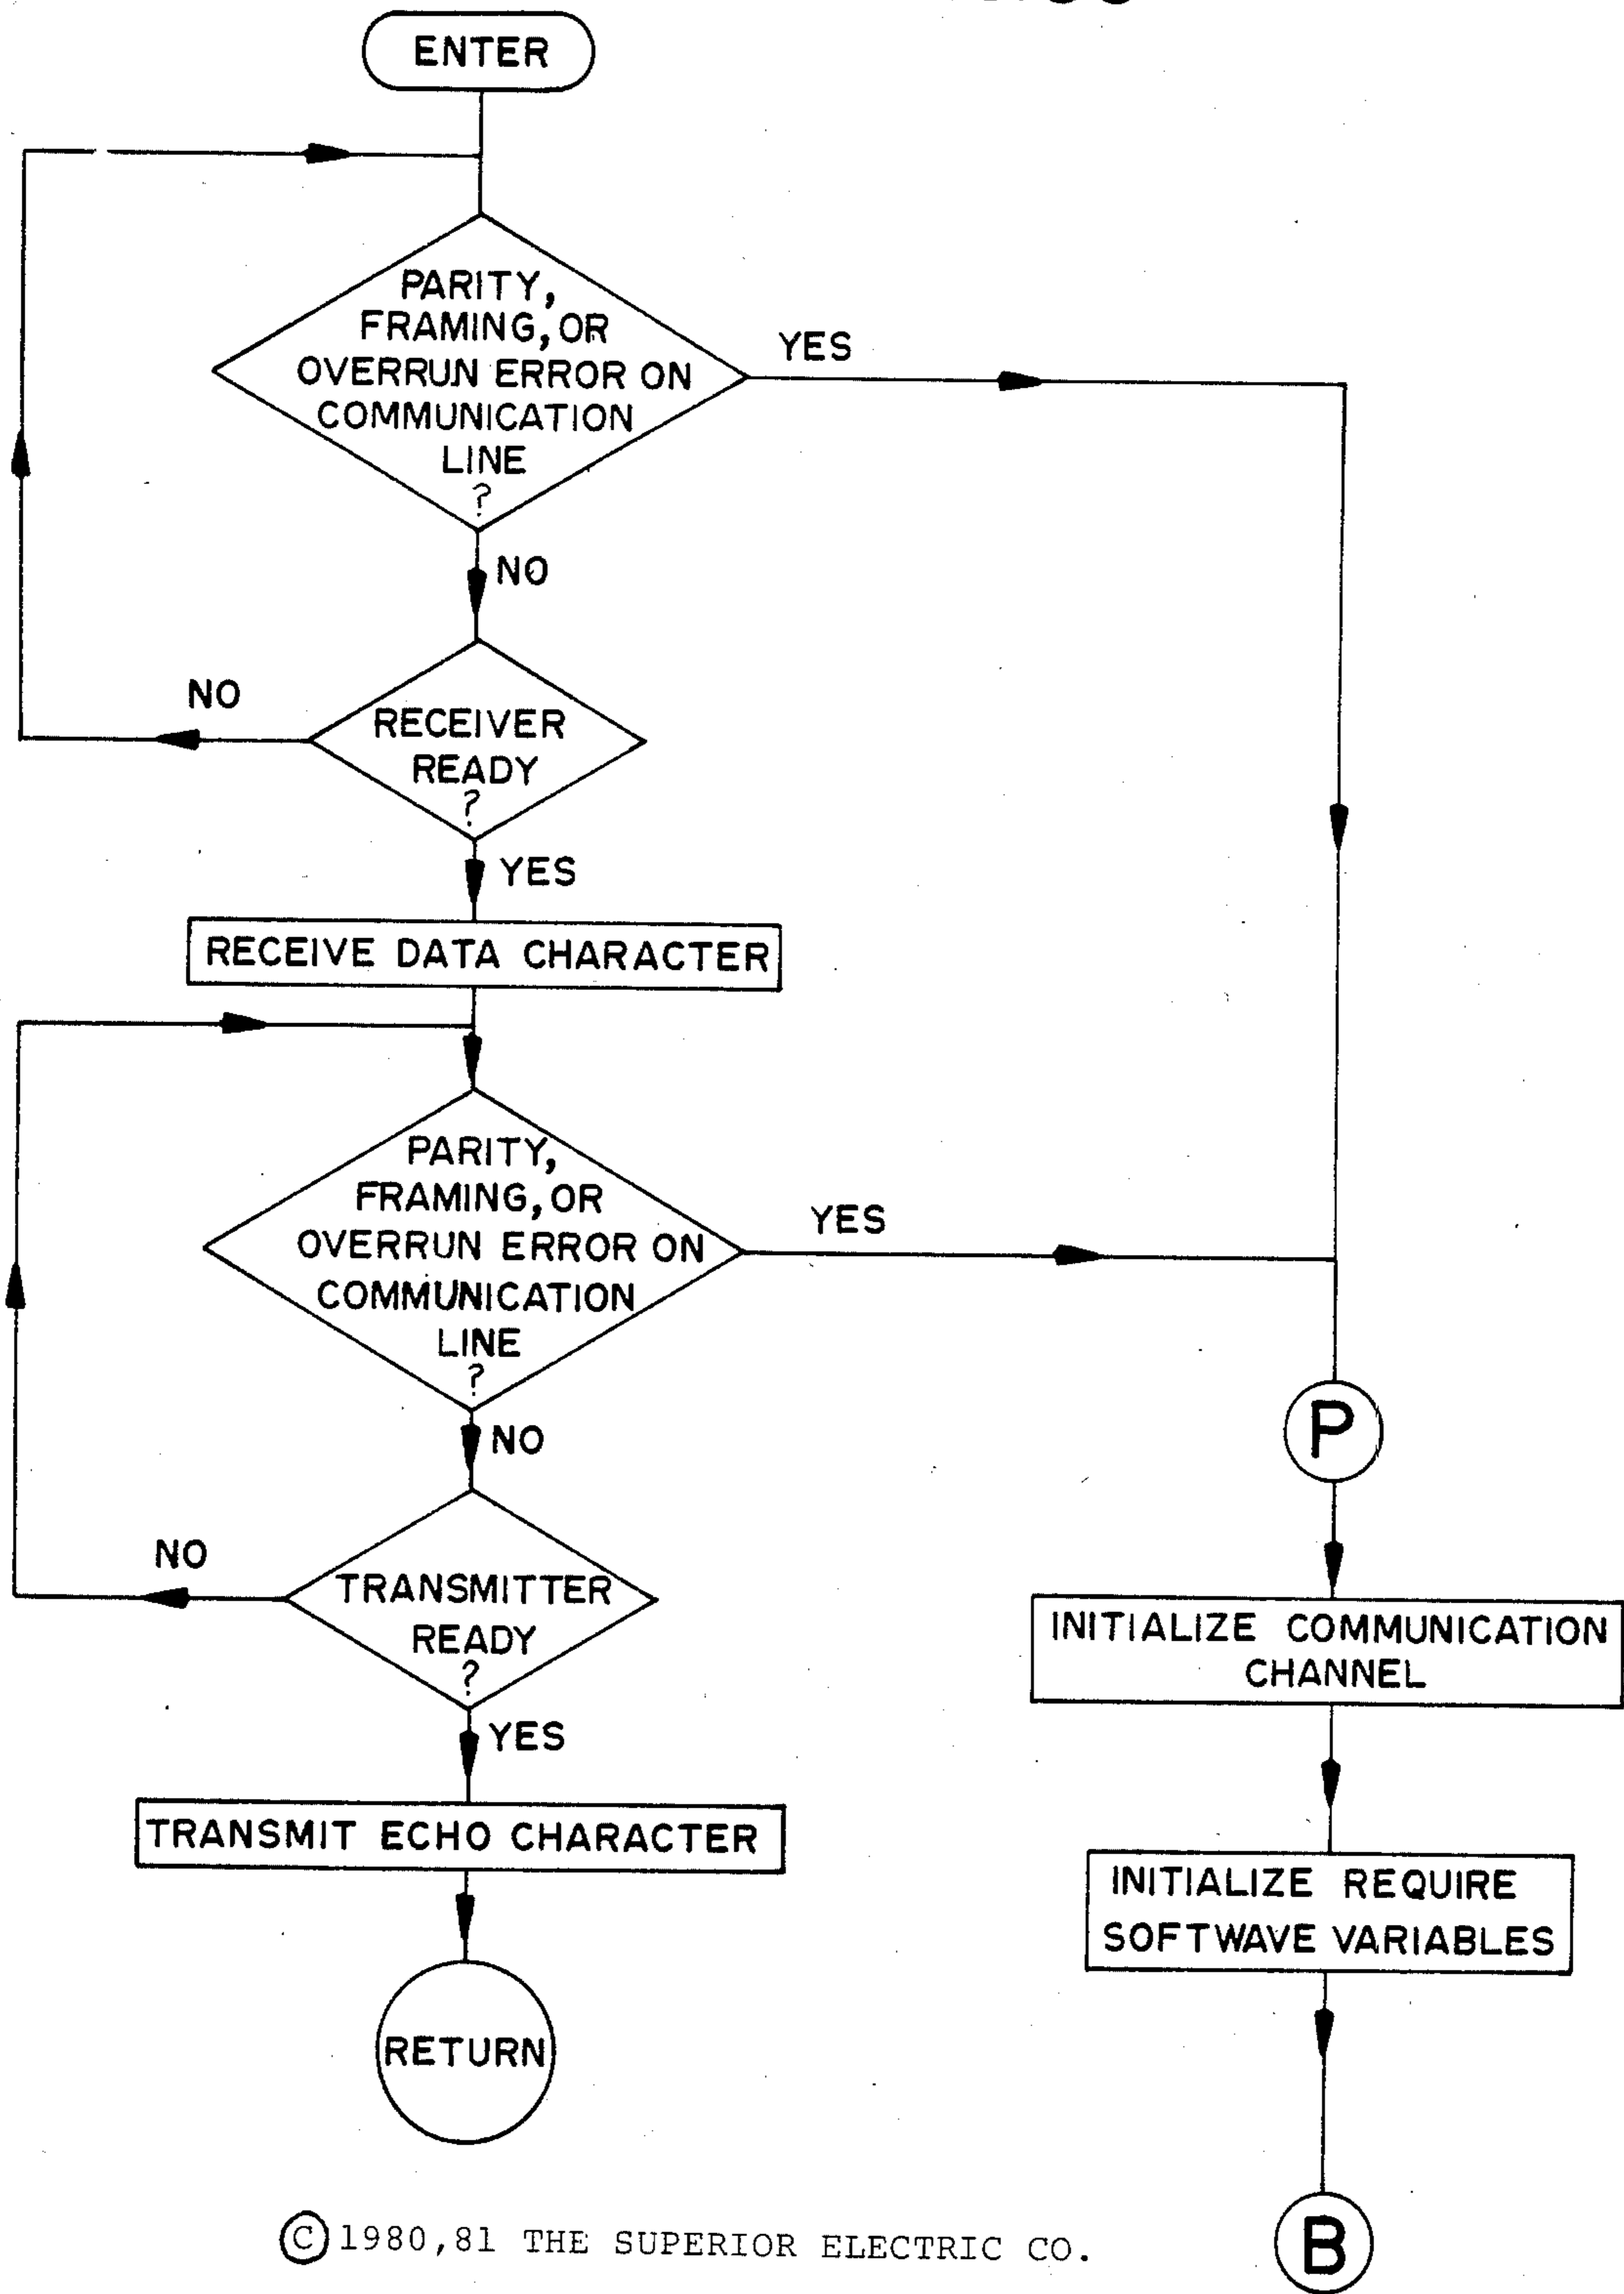 ENTER
PARITY,
FRAMING, OR
OVERRUN ERROR ON
COMMUNICATION
LINE
?
YES
NO
RECEIVER
READY
?
NO
YES
RECEIVE DATA CHARACTER
PARITY,
FRAMING, OR
OVERRUN ERROR ON
COMMUNICATION
LINE
?
YES
NO
TRANSMITTER
READY
?
NO
YES
TRANSMIT ECHO CHARACTER
RETURN
P
INITIALIZE COMMUNICATION
CHANNEL
INITIALIZE REQUIRE
SOFTWAVE VARIABLES
B
© 1980,81 THE SUPERIOR ELECTRIC CO.